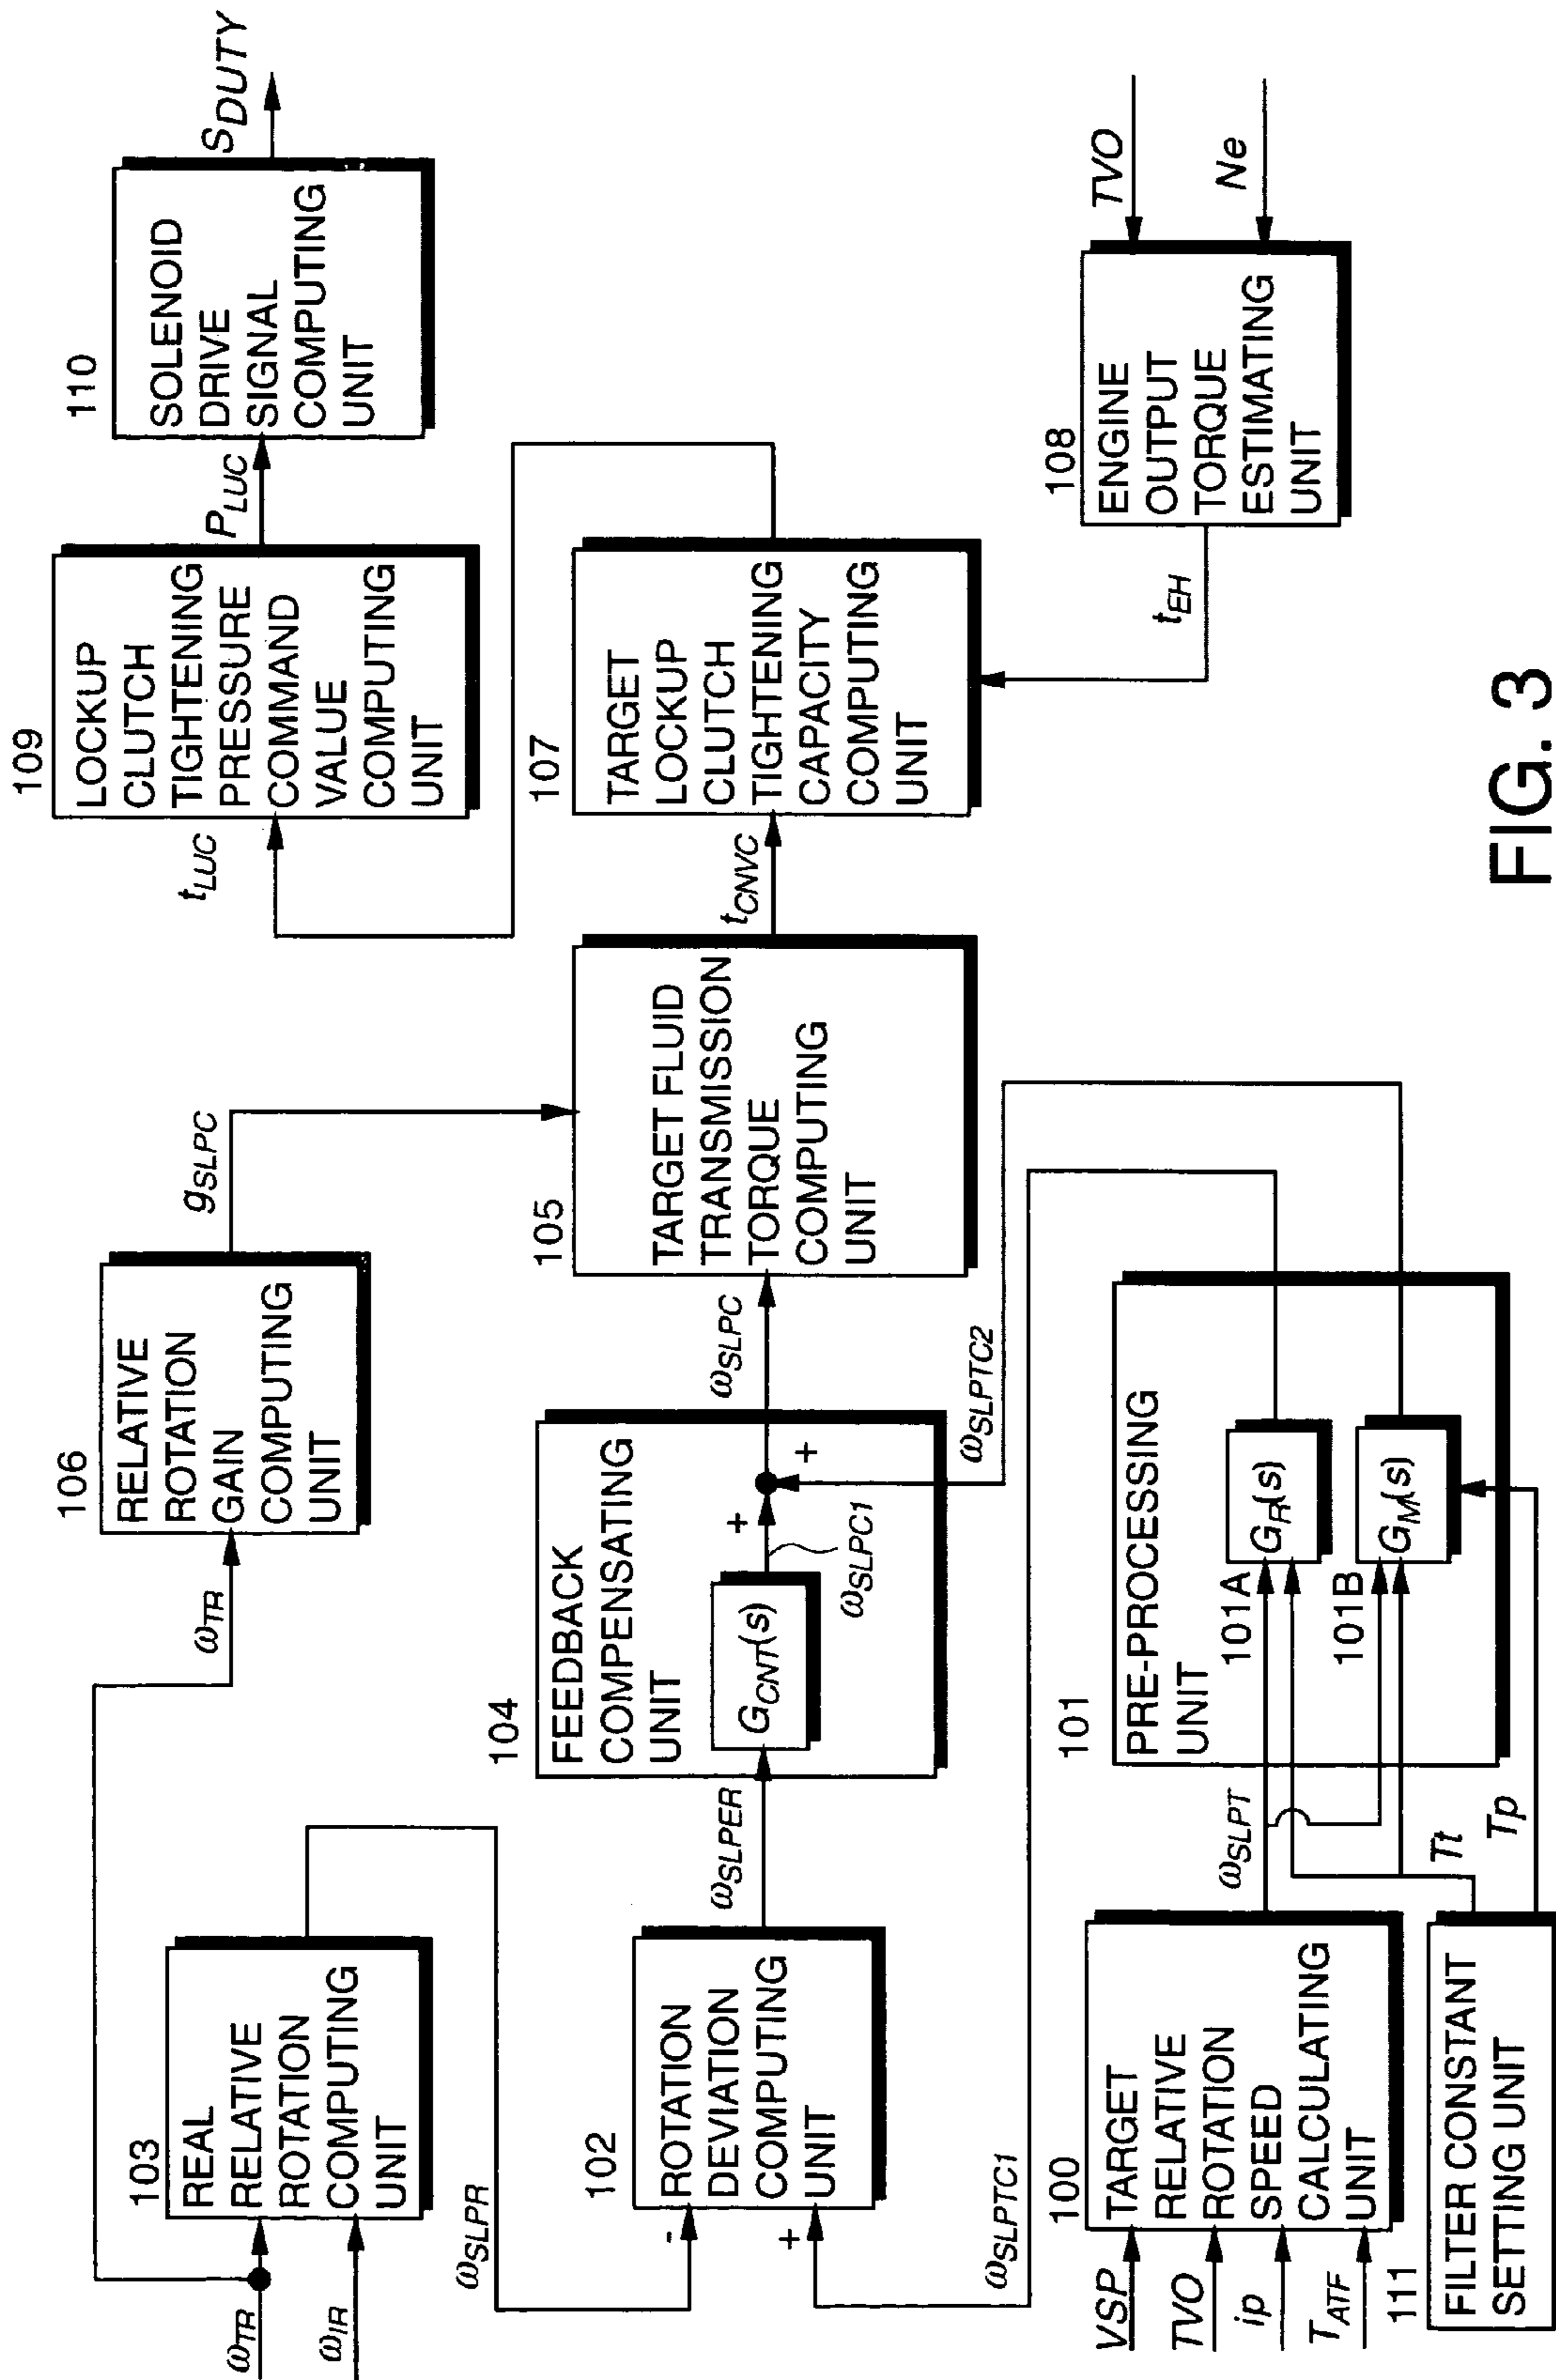 ωTR
ωIR
103
REAL
RELATIVE
ROTATION
COMPUTING
UNIT
ωTR
106
RELATIVE
ROTATION
GAIN
COMPUTING
UNIT
gSLPC
109
LOCKUP
CLUTCH
TIGHTENING
PRESSURE
COMMAND
VALUE
COMPUTING
UNIT
tLUC
PLUC
110
SOLENOID
DRIVE
SIGNAL
COMPUTING
UNIT
SDUTY
ωSLPR
102
ROTATION
DEVIATION
COMPUTING
UNIT
-
+
ωSLPTC1
ωSLPER
104
FEEDBACK
COMPENSATING
UNIT
GCNT(s)
+
+
ωSLPC1
ωSLPC
ωSLPTC2
105
TARGET FLUID
TRANSMISSION
TORQUE
COMPUTING
UNIT
tCNVC
107
TARGET
LOCKUP
CLUTCH
TIGHTENING
CAPACITY
COMPUTING
UNIT
tEH
108
ENGINE
OUTPUT
TORQUE
ESTIMATING
UNIT
TVO
Ne
VSP
TVO
ip
TATF
100
TARGET
RELATIVE
ROTATION
SPEED
CALCULATING
UNIT
111
FILTER CONSTANT
SETTING UNIT
ωSLPT
Tt
Tp
101
PRE-PROCESSING
UNIT
101A
GR(s)
101B
GM(s)
FIG. 3